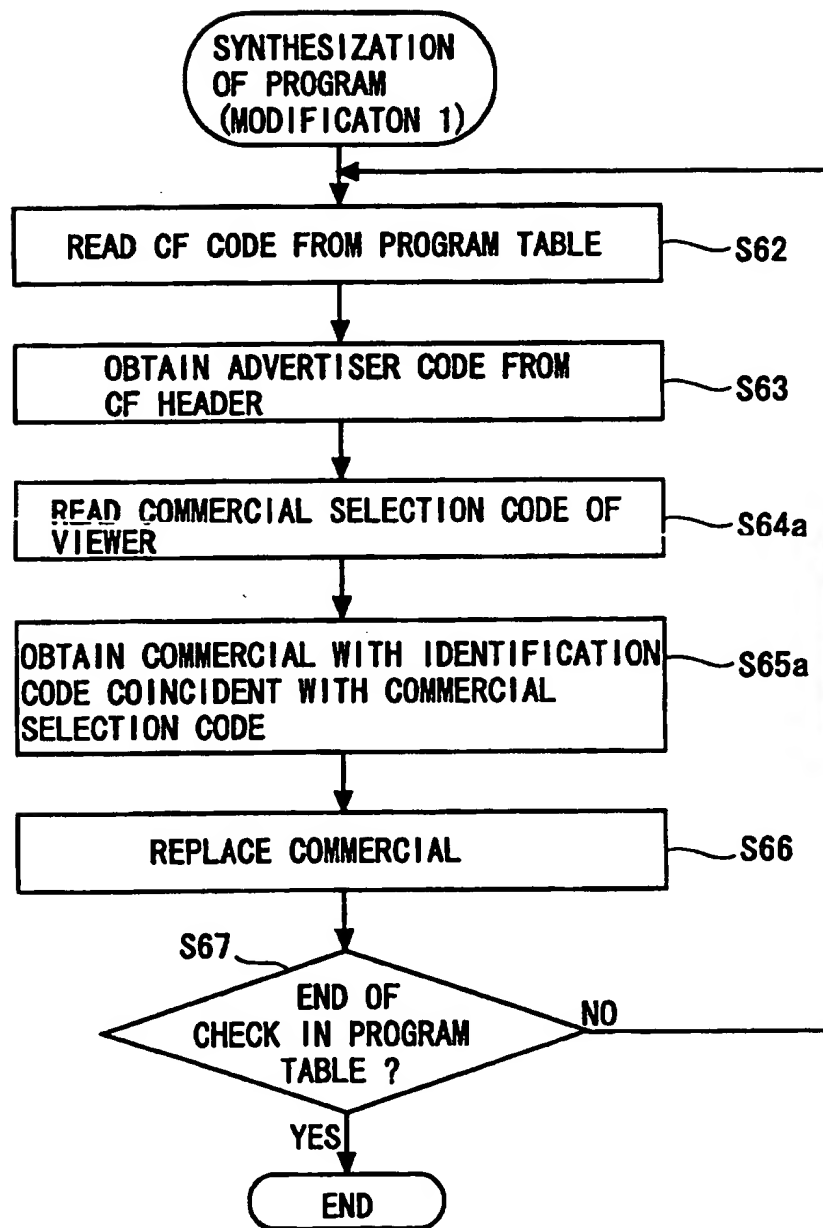 SYNTHESIZATION
OF PROGRAM
(MODIFICATON 1)
READ CF CODE FROM PROGRAM TABLE
S62
OBTAIN ADVERTISER CODE FROM
CF HEADER
S63
READ COMMERCIAL SELECTION CODE OF
VIEWER
S64a
OBTAIN COMMERCIAL WITH IDENTIFICATION
CODE COINCIDENT WITH COMMERCIAL
SELECTION CODE
S65a
REPLACE COMMERCIAL
S66
S67
END OF
CHECK IN PROGRAM
TABLE ?
NO
YES
END